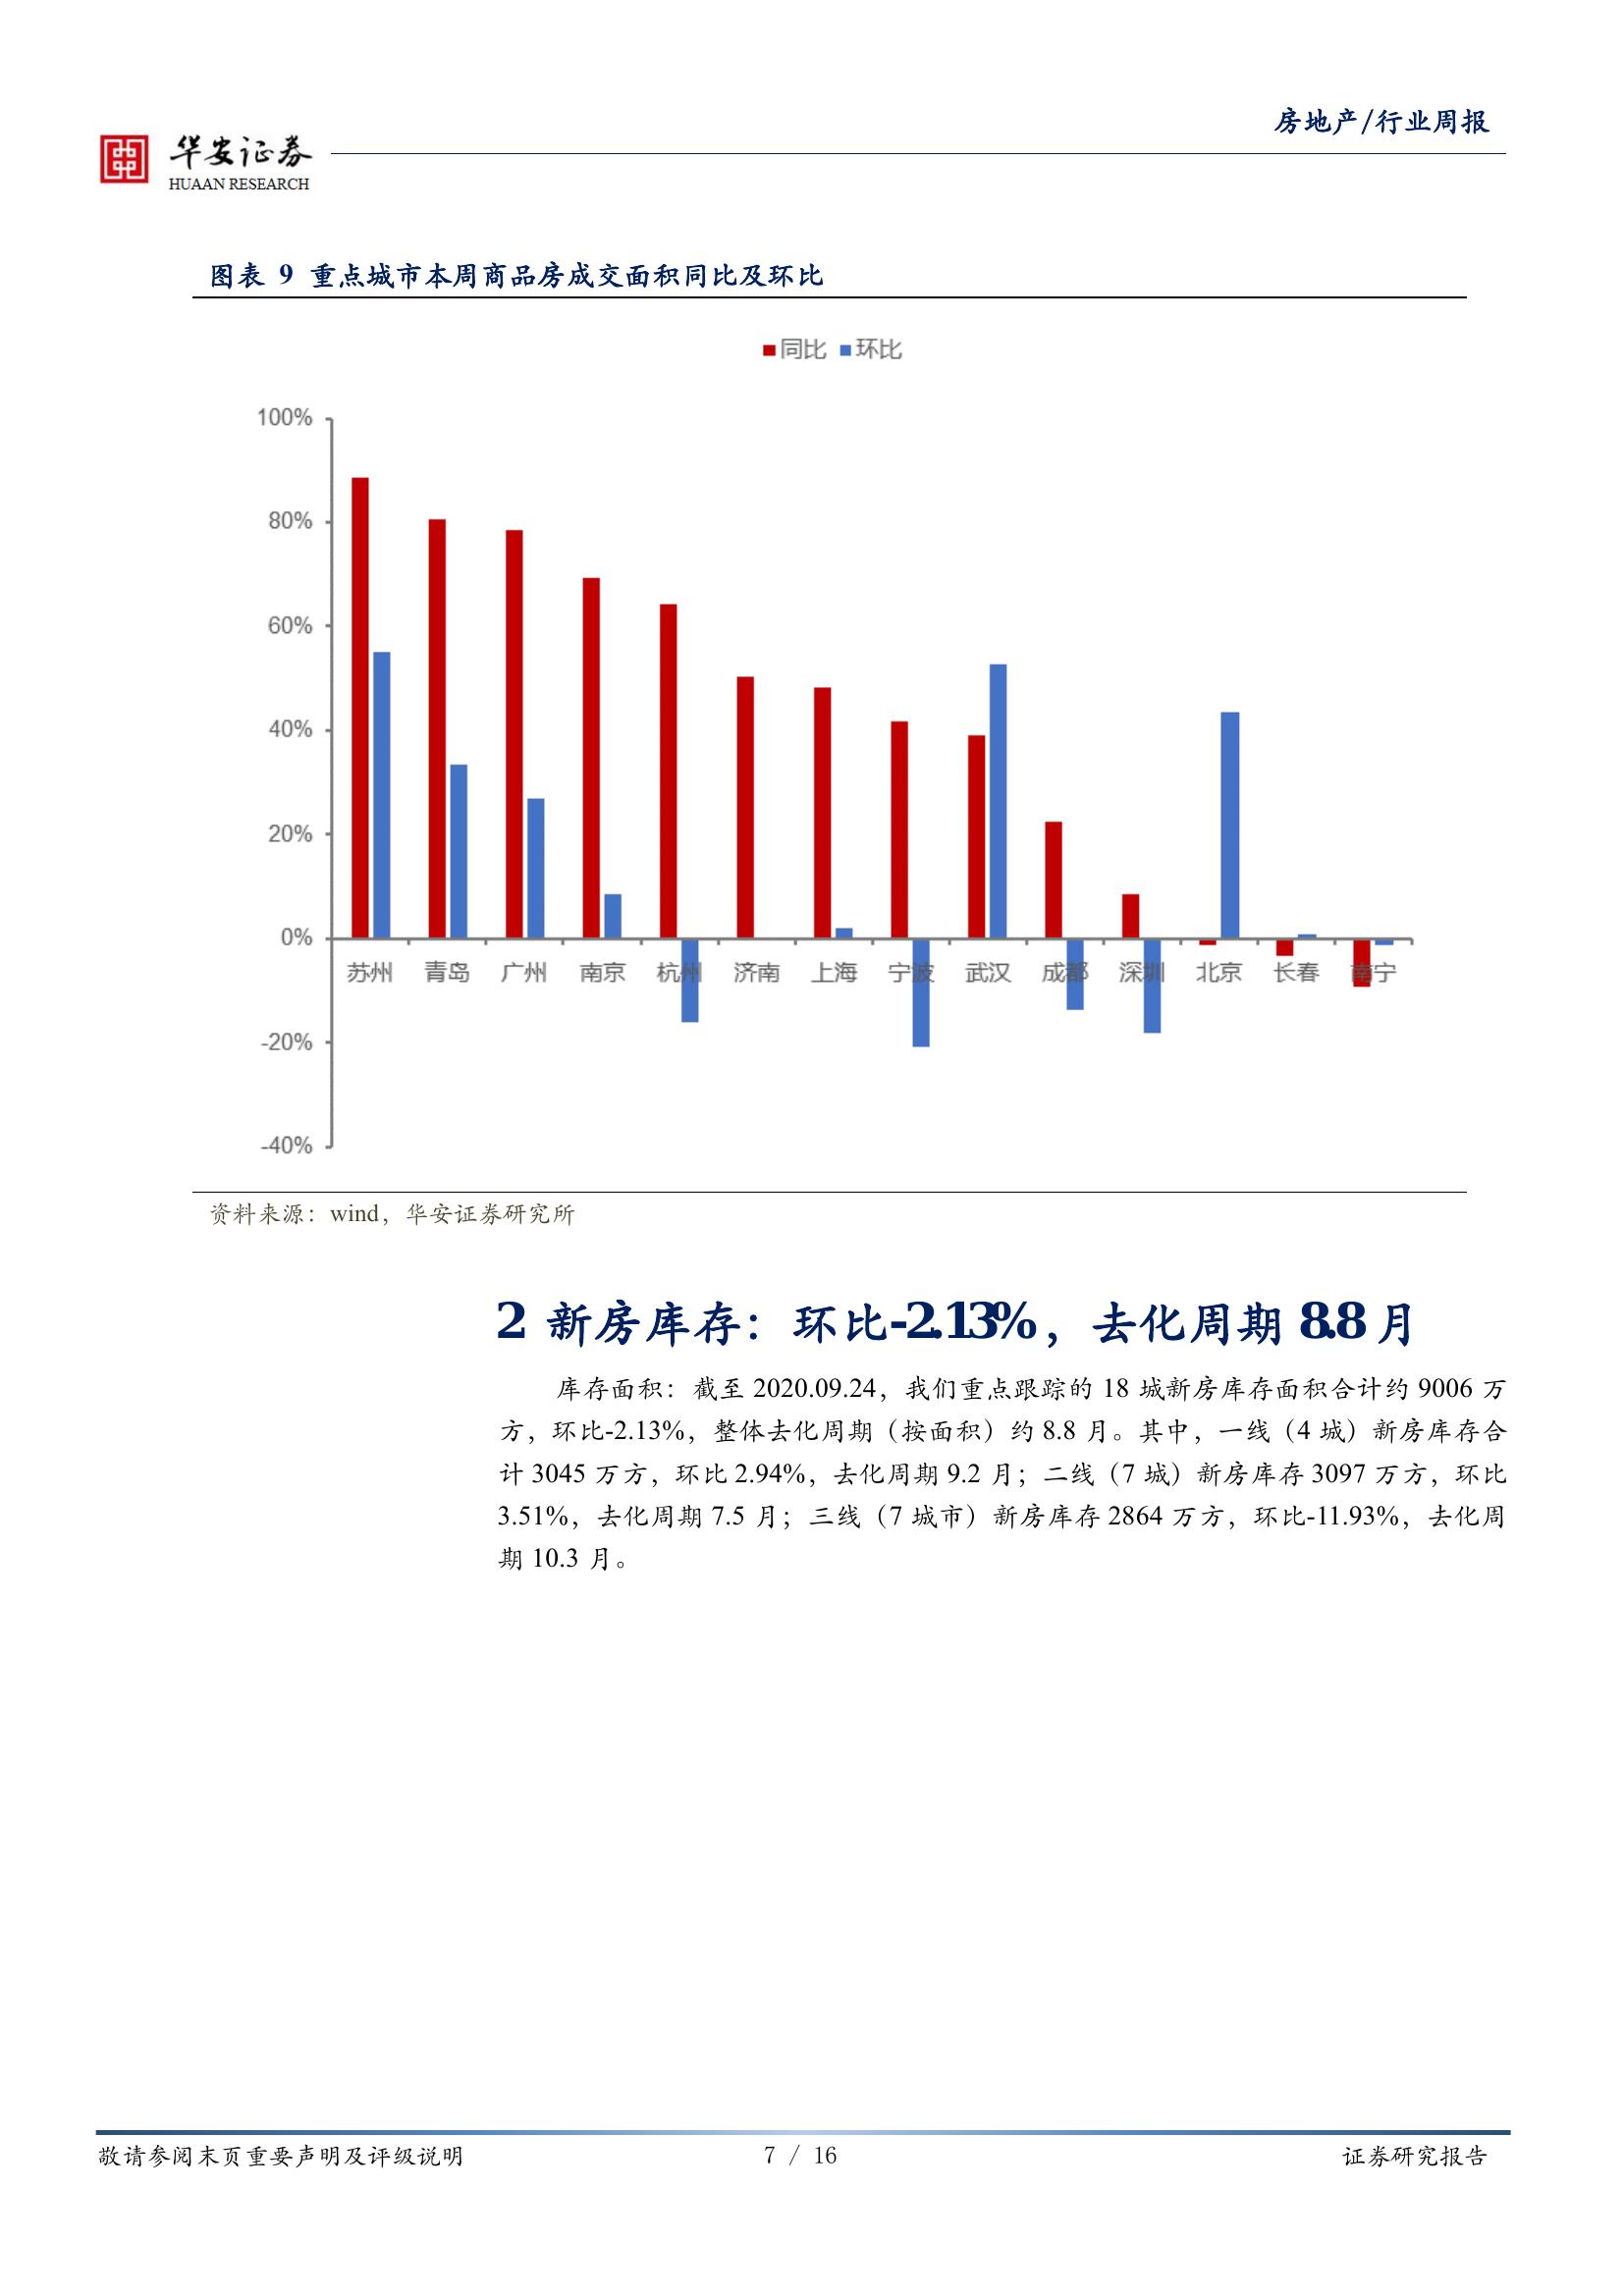 房地产/行业周报
华安证券
HUAAN RESEARCH
图表 9 重点城市本周商品房成交面积同比及环比
同比 环比
100%
80%
60%
40%
20%
0%
-20%
-40%
苏州 青岛 广州 南京 杭州 济南 上海 宁波 武汉 成都 深圳 北京 长春 南宁
资料来源：wind，华安证券研究所
2 新房库存：环比-2.13%，去化周期 8.8 月
库存面积：截至 2020.09.24，我们重点跟踪的 18 城新房库存面积合计约 9006 万
方，环比-2.13%，整体去化周期（按面积）约 8.8 月。其中，一线（4 城）新房库存合
计 3045 万方，环比 2.94%，去化周期 9.2 月；二线（7 城）新房库存 3097 万方，环比
3.51%，去化周期 7.5 月；三线（7 城市）新房库存 2864 万方，环比-11.93%，去化周
期 10.3 月。
敬请参阅末页重要声明及评级说明 7 / 16 证券研究报告